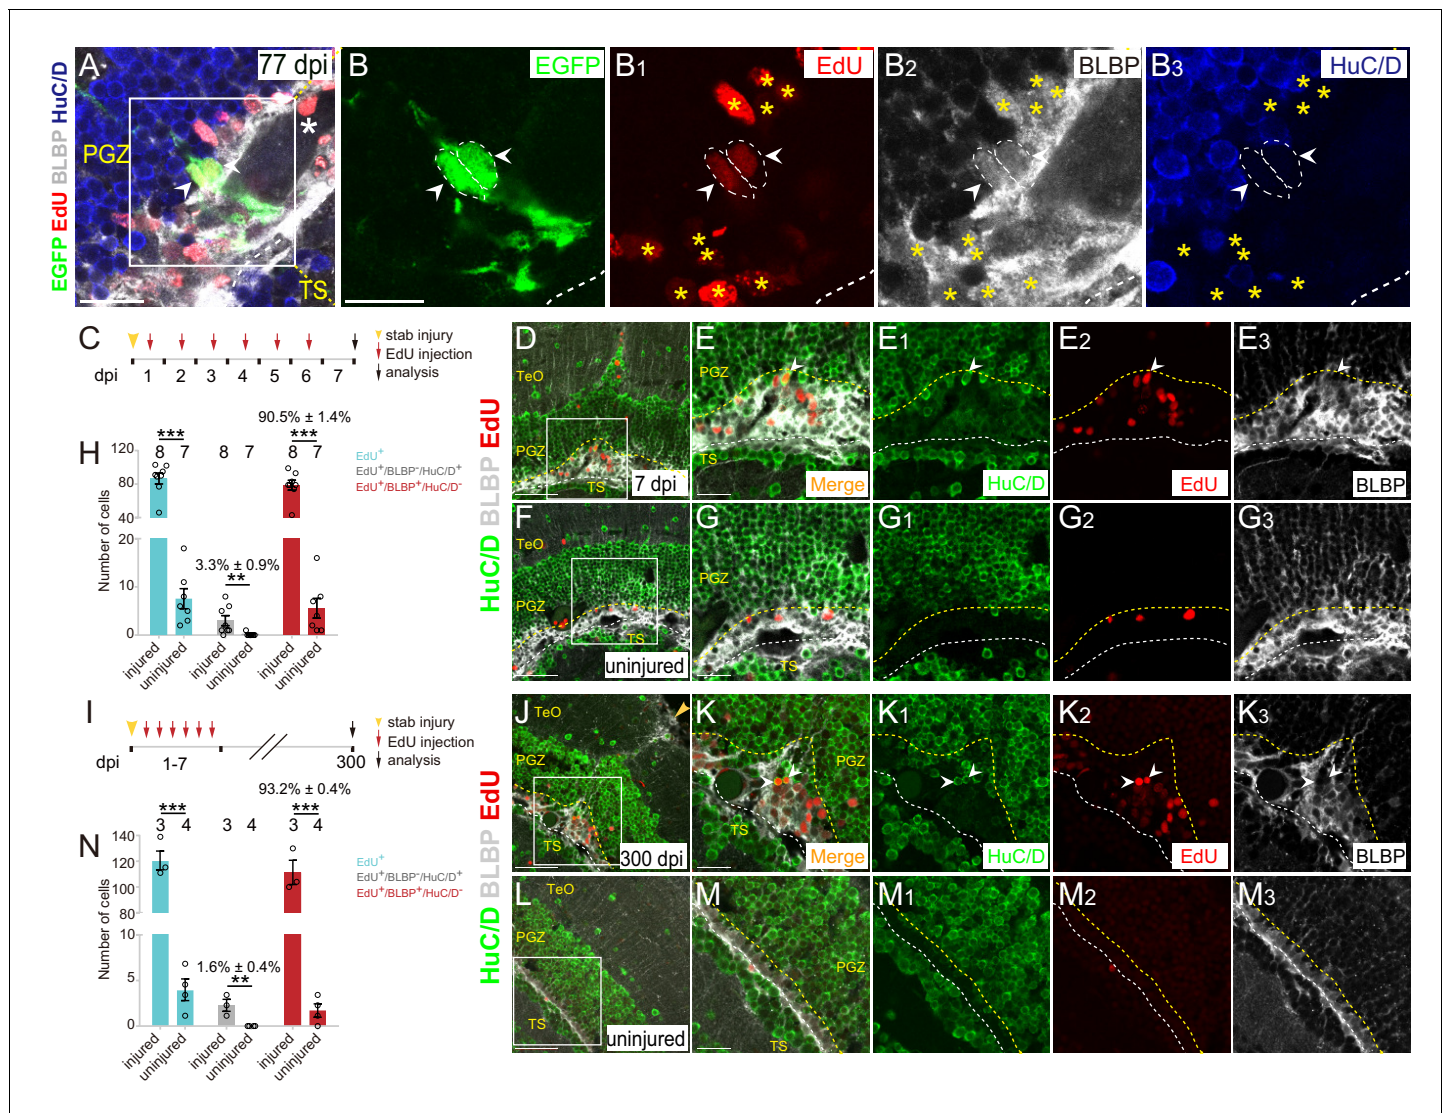 EGFP EdU BLBP HuC/D
A
77 dpi
PGZ
*
TS
B
EGFP
B1
EdU
B2
BLBP
B3
HuC/D
C
stab injury
EdU injection
analysis
dpi 1 2 3 4 5 6 7
H
90.5% ± 1.4%
*** ***
8 7 8 7 8 7
EdU+
EdU+/BLBP-/HuC/D+
EdU+/BLBP+/HuC/D-
Number of cells
120
80
40
20
10
0
3.3% ± 0.9%
**
injured uninjured injured uninjured injured uninjured
HuC/D BLBP EdU
D
TeO
PGZ
TS
7 dpi
E
PGZ
TS
Merge
E1
HuC/D
E2
EdU
E3
BLBP
F
TeO
PGZ
TS
uninjured
G
PGZ
TS
G1
G2
G3
I
stab injury
EdU injection
analysis
dpi 1-7 300
N
93.2% ± 0.4%
*** ***
3 4 3 4 3 4
EdU+
EdU+/BLBP-/HuC/D+
EdU+/BLBP+/HuC/D-
Number of cells
140
120
100
80
10
5
0
1.6% ± 0.4%
**
injured uninjured injured uninjured injured uninjured
HuC/D BLBP EdU
J
TeO
PGZ
TS
300 dpi
K
PGZ
TS
Merge
K1
HuC/D
K2
EdU
K3
BLBP
L
TeO
PGZ
TS
uninjured
M
PGZ
TS
M1
M2
M3